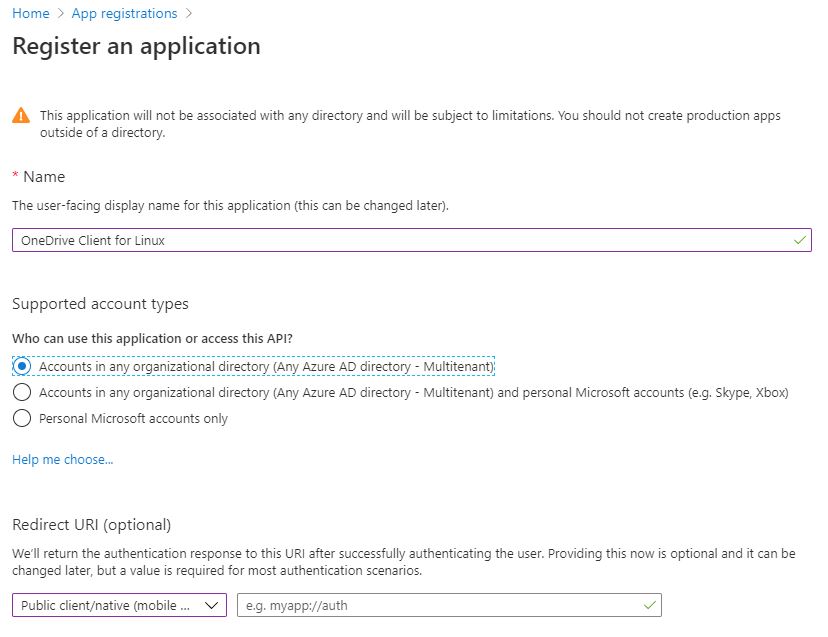 Home > App registrations >
Register an application
This application will not be associated with any directory and will be subject to limitations. You should not create production apps
outside of a directory.
* Name
The user-facing display name for this application (this can be changed later).
OneDrive Client for Linux
Supported account types
Who can use this application or access this API?
Accounts in any organizational directory (Any Azure AD directory - Multitenant)
Accounts in any organizational directory (Any Azure AD directory - Multitenant) and personal Microsoft accounts (e.g. Skype, Xbox)
Personal Microsoft accounts only
Help me choose...
Redirect URI (optional)
We'll return the authentication response to this URI after successfully authenticating the user. Providing this now is optional and it can be
changed later, but a value is required for most authentication scenarios.
Public client/native (mobile ... e.g. myapp://auth